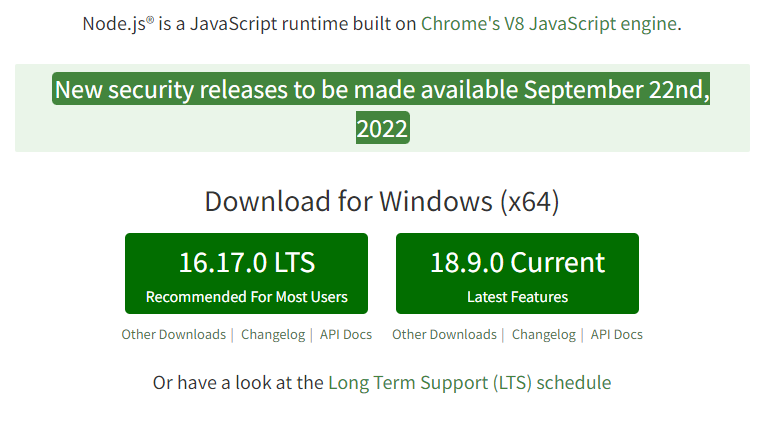 Node.js® is a JavaScript runtime built on Chrome's V8 JavaScript engine.
New security releases to be made available September 22nd,
2022
Download for Windows (x64)
16.17.0 LTS
Recommended For Most Users
18.9.0 Current
Latest Features
Other Downloads | Changelog | API Docs
Other Downloads | Changelog | API Docs
Or have a look at the Long Term Support (LTS) schedule